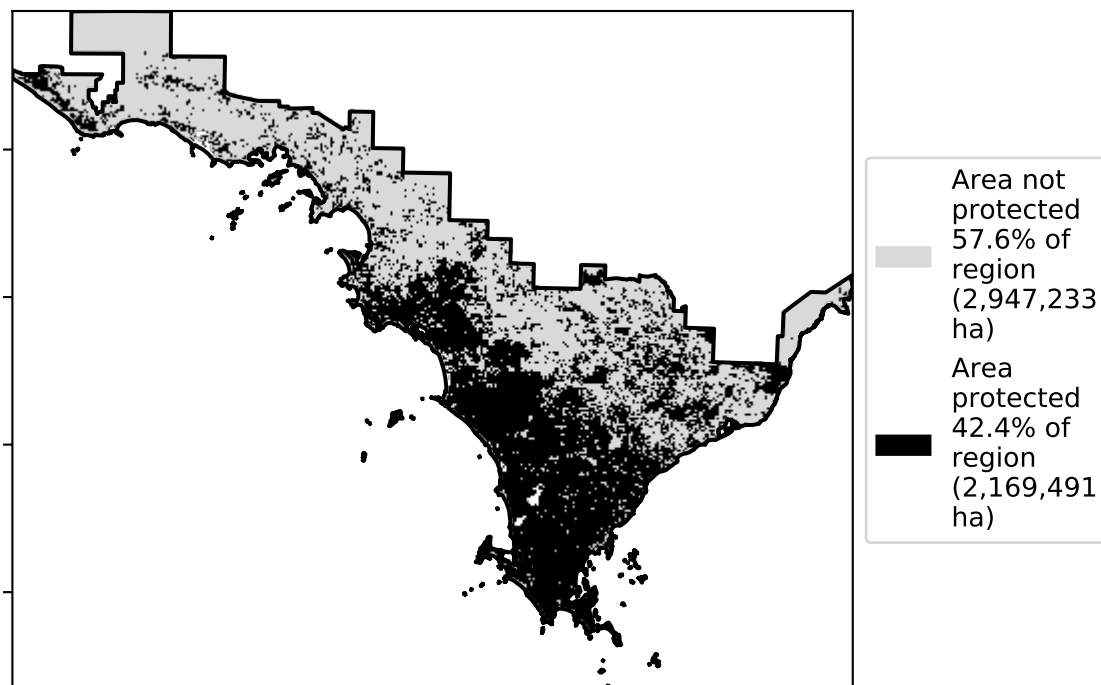 Area not
protected
57.6% of
region
(2,947,233
ha)
Area
protected
42.4% of
region
(2,169,491
ha)